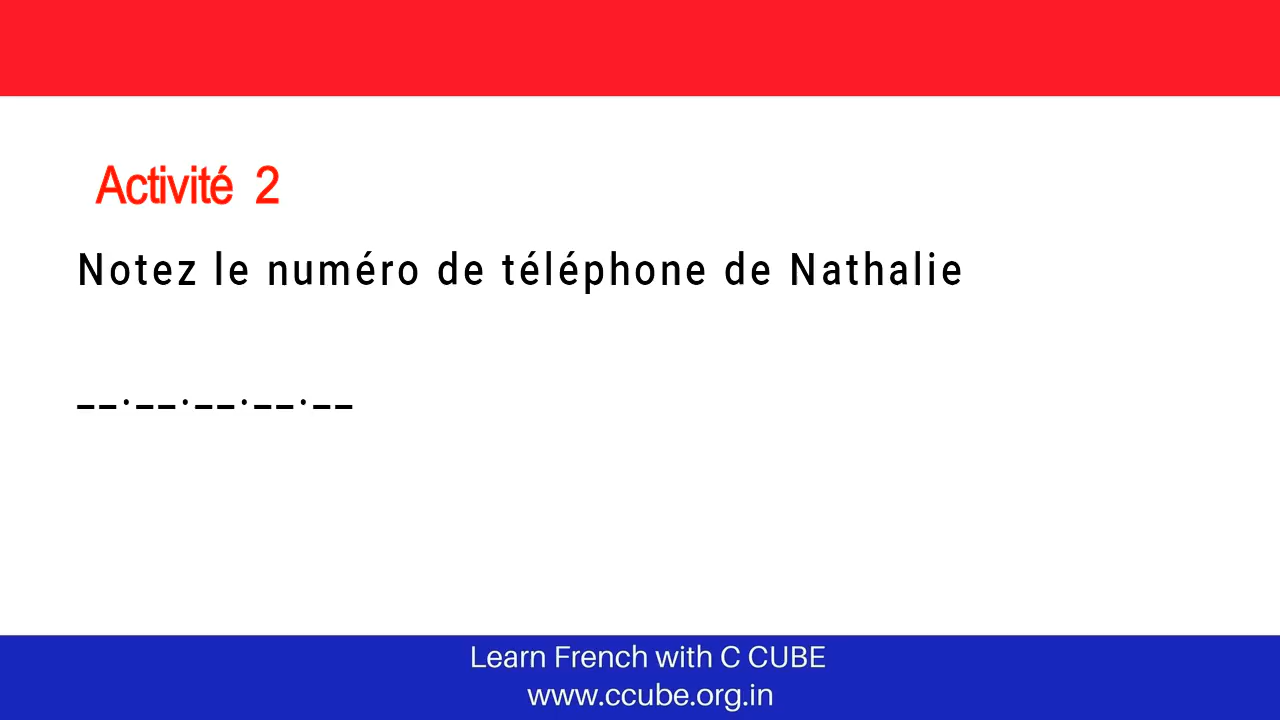 Activité 2
Notez le numéro de téléphone de Nathalie
__.__.__.__.__
Learn French with C CUBE
www.ccube.org.in